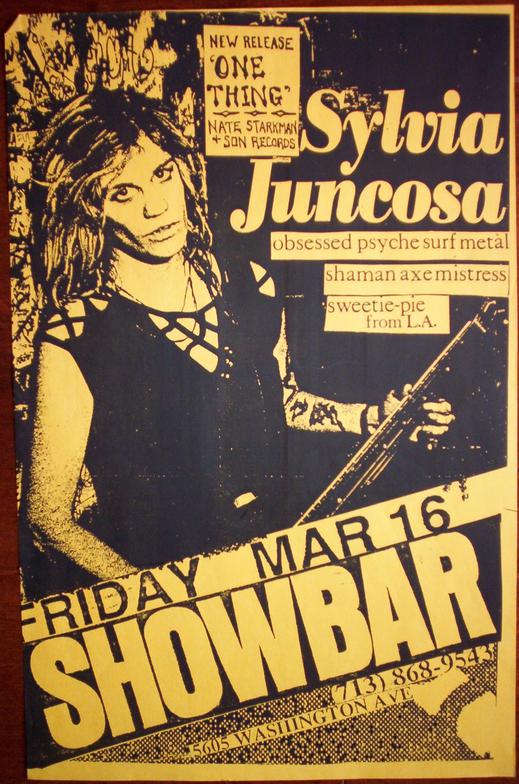 NEW RELEASE
"ONE
THING"
NATE STARKMAN
+ SON RECORDS
Sylvia
Juncosa
obsessed psyche surf metal
shaman axe mistress
sweetie-pie
from L.A.
FRIDAY MAR 16
SHOWBAR
(713) 868-9543
5605 WASHINGTON AVE